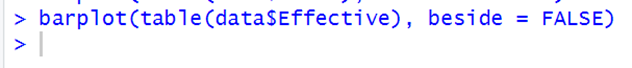 > barplot(table(data$Effective), beside = FALSE)
>